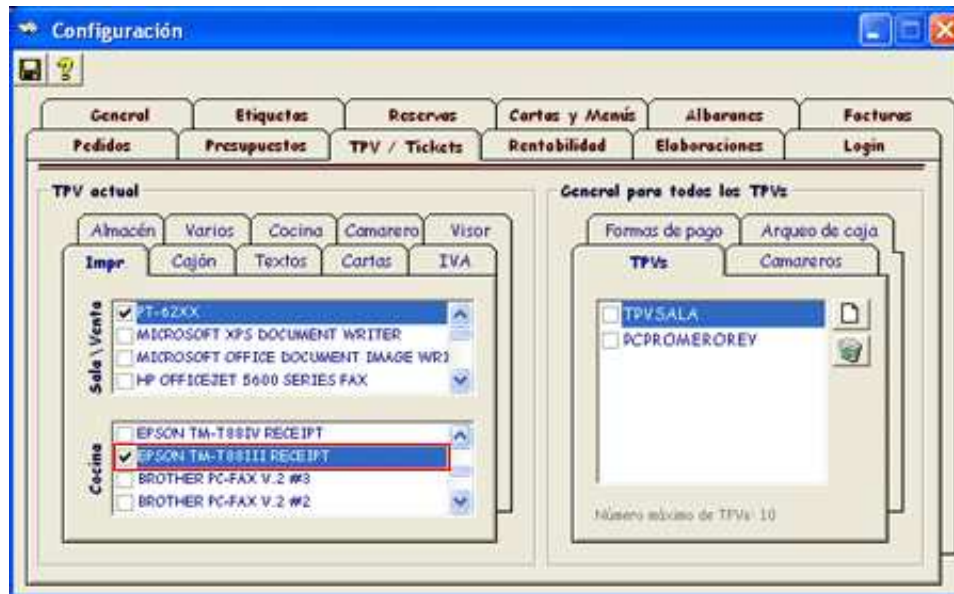 Configuración
General Etiquetas Reservas Cartas y Menús Albaranes Facturas
Pedidos Presupuestos TPV / Tickets Rentabilidad Elaboraciones Login
TPV actual
Almacén Varios Cocina Camarero Visor
Impr. Cajón Textos Cartas IVA
Sala \ Venta
PT-62XX
MICROSOFT XPS DOCUMENT WRITER
MICROSOFT OFFICE DOCUMENT IMAGE WRI
HP OFFICEJET 5600 SERIES FAX
Cocina
EPSON TM-T88IV RECEIPT
EPSON TM-T88III RECEIPT
BROTHER PC-FAX V.2 #3
BROTHER PC-FAX V.2 #2
General para todos los TPVs
Formas de pago Arqueo de caja
TPVs Camareros
TPVSALA
PCPROMEROREY
Número máximo de TPVs: 10